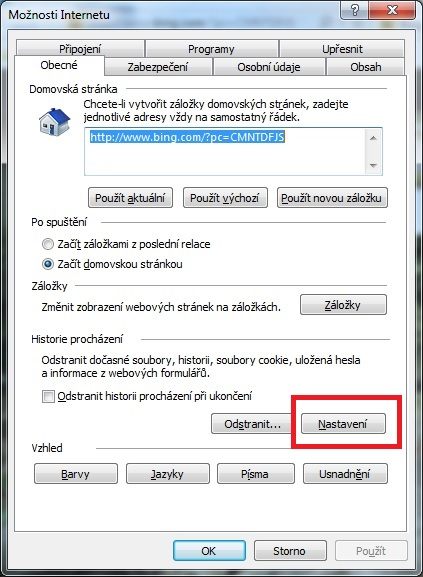 Možnosti Internetu
Připojení Programy Upřesnit
Obecné Zabezpečení Osobní údaje Obsah
Domovská stránka
Chcete-li vytvořit záložky domovských stránek, zadejte
jednotlivé adresy vždy na samostatný řádek.
http://www.bing.com/?pc=CMNTDFJS
Použít aktuální Použít výchozí Použít novou záložku
Po spuštění
Začít záložkami z poslední relace
Začít domovskou stránkou
Záložky
Změnit zobrazení webových stránek na záložkách. Záložky
Historie procházení
Odstranit dočasné soubory, historii, soubory cookie, uložená hesla
a informace z webových formulářů.
Odstranit historii procházení při ukončení
Odstranit... Nastavení
Vzhled
Barvy Jazyky Písma Usnadnění
OK Storno Použít